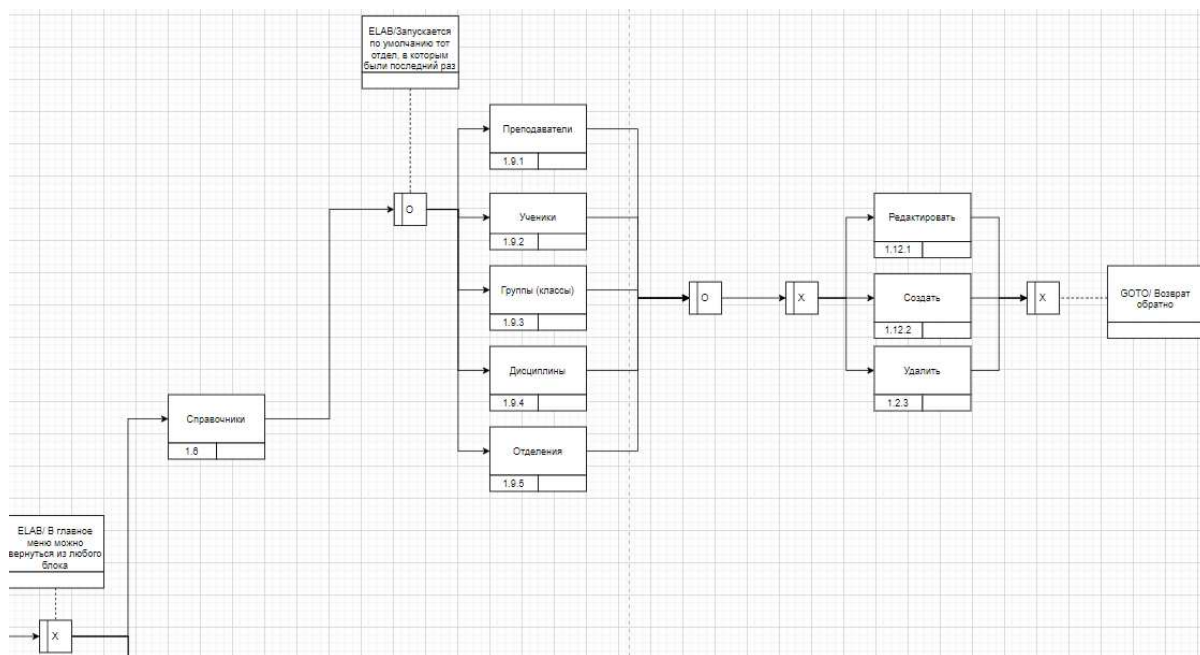 ELAB/Запускается
по умолчанию тот
отдел, в которым
были последний раз
Преподаватели
1.9.1
O
Ученики
1.9.2
Группы (классы)
1.9.3
Дисциплины
1.9.4
Отделения
1.9.5
O
X
Редактировать
1.12.1
Создать
1.12.2
Удалить
1.2.3
X
GOTO/ Возврат
обратно
Справочники
1.6
ELAB/ В главное
меню можно
вернуться из любого
блока
X